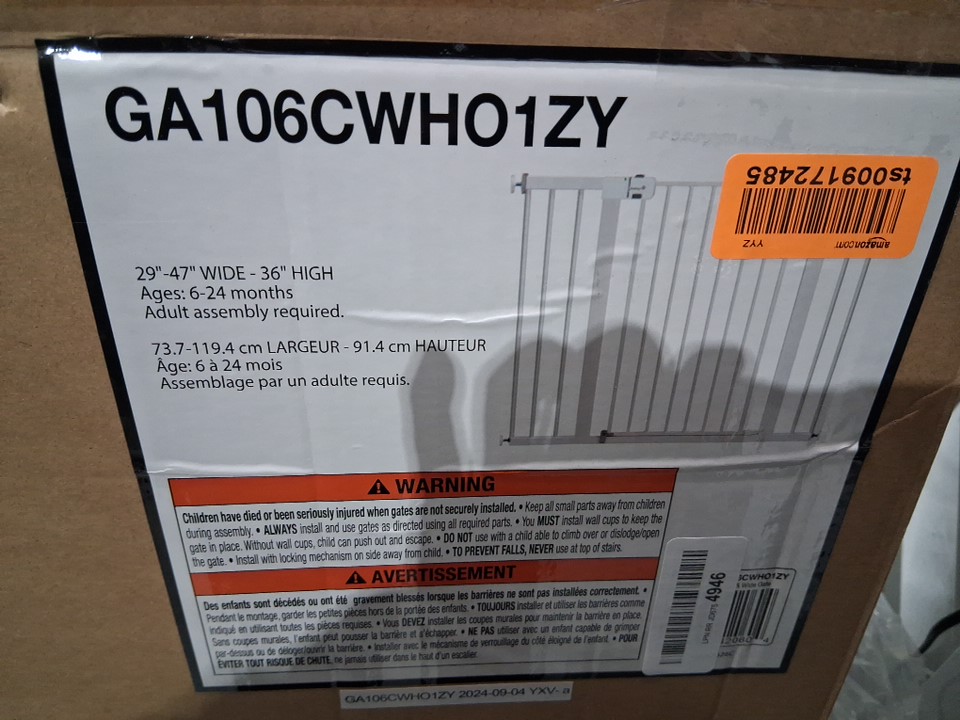 GA106CWHO1ZY
ts009172485
amazon.com YYZ
29"-47" WIDE - 36" HIGH
Ages: 6-24 months
Adult assembly required.
73.7-119.4 cm LARGEUR - 91.4 cm HAUTEUR
Âge: 6 à 24 mois
Assemblage par un adulte requis.
WARNING
Children have died or been seriously injured when gates are not securely installed. • Keep all small parts away from children
during assembly. • ALWAYS install and use gates as directed using all required parts. • You MUST install wall cups to keep the
gate in place. Without wall cups, child can push out and escape. • DO NOT use with a child able to climb over or dislodge/open
the gate. • Install with locking mechanism on side away from child. • TO PREVENT FALLS, NEVER use at top of stairs.
AVERTISSEMENT
Des enfants sont décédés ou ont été gravement blessés lorsque les barrières ne sont pas installées correctement. •
Pendant le montage, garder les petites pièces hors de la portée des enfants. • TOUJOURS installer et utiliser les barrières comme
indiqué en utilisant toutes les pièces requises. • Vous DEVEZ installer les coupes murales pour maintenir la barrière en place.
Sans coupes murales, l'enfant peut pousser la barrière et s'échapper. • NE PAS utiliser avec un enfant capable de grimper
par-dessus ou de déloger/ouvrir la barrière. • Installer avec le mécanisme de verrouillage du côté éloigné de l'enfant. • POUR
ÉVITER TOUT RISQUE DE CHUTE, ne jamais utiliser dans le haut d'un escalier.
4946
CWHO1ZY
White Gate
GA106CWHO1ZY 2024-09-04 YXV- a